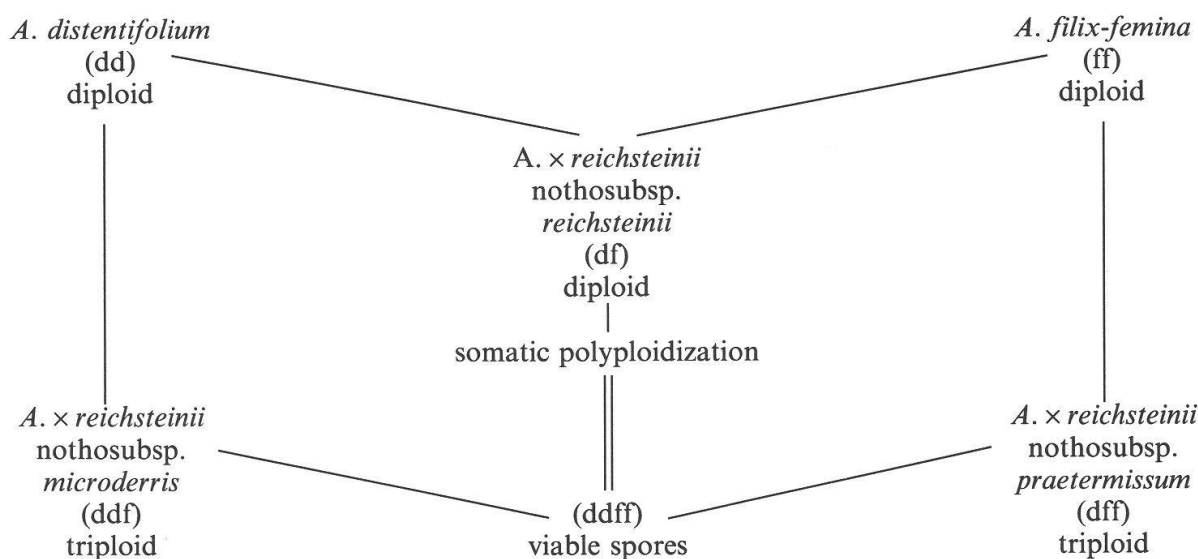 A. distentifolium
(dd)
diploid
A. filix-femina
(ff)
diploid
A. × reichsteinii
nothosubsp.
reichsteinii
(df)
diploid
somatic polyploidization
A. × reichsteinii
nothosubsp.
microderris
(ddf)
triploid
(ddff)
viable spores
A. × reichsteinii
nothosubsp.
praetermissum
(dff)
triploid